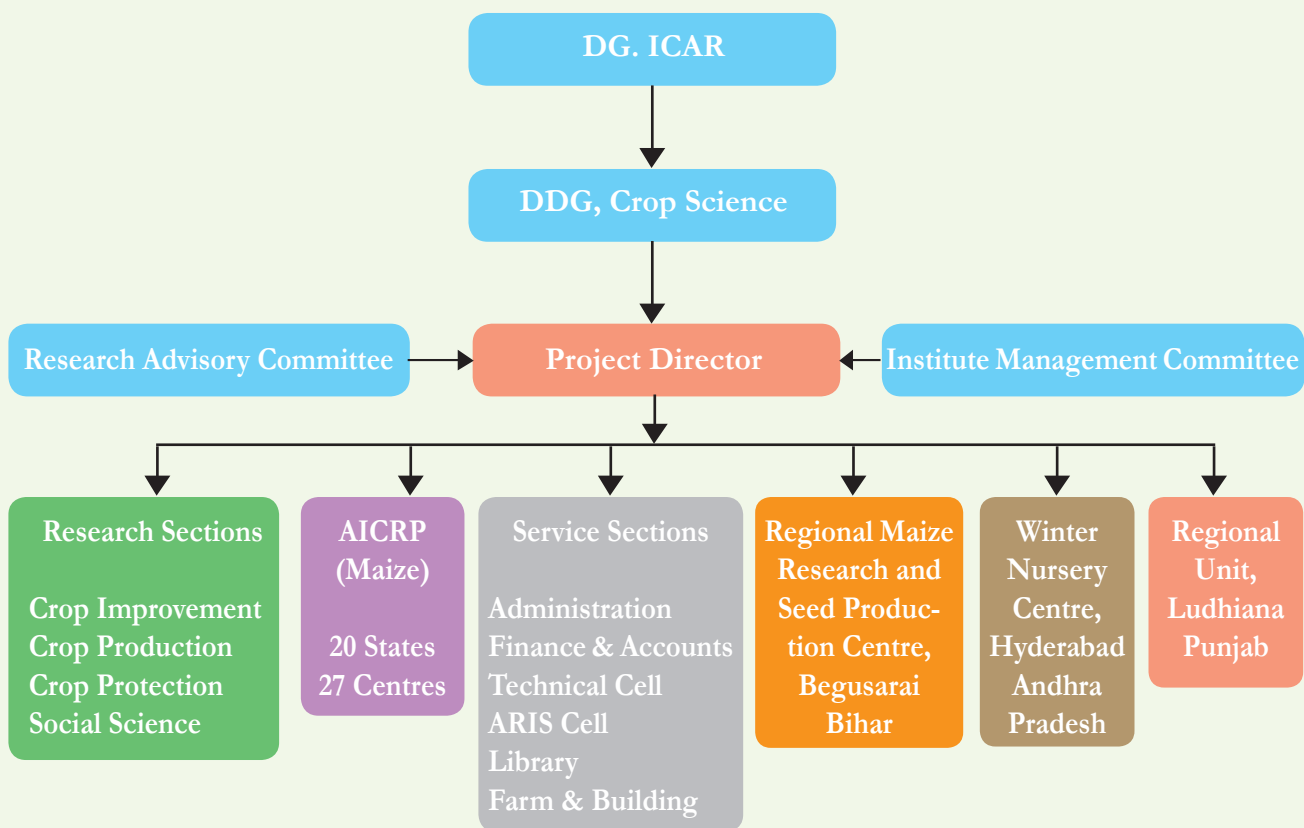 DG. ICAR
DDG, Crop Science
Research Advisory Committee
Project Director
Institute Management Committee
Research Sections
Crop Improvement
Crop Production
Crop Protection
Social Science
AICRP
(Maize)
20 States
27 Centres
Service Sections
Administration
Finance & Accounts
Technical Cell
ARIS Cell
Library
Farm & Building
Regional Maize
Research and
Seed Produc-
tion Centre,
Begusarai
Bihar
Winter
Nursery
Centre,
Hyderabad
Andhra
Pradesh
Regional
Unit,
Ludhiana
Punjab